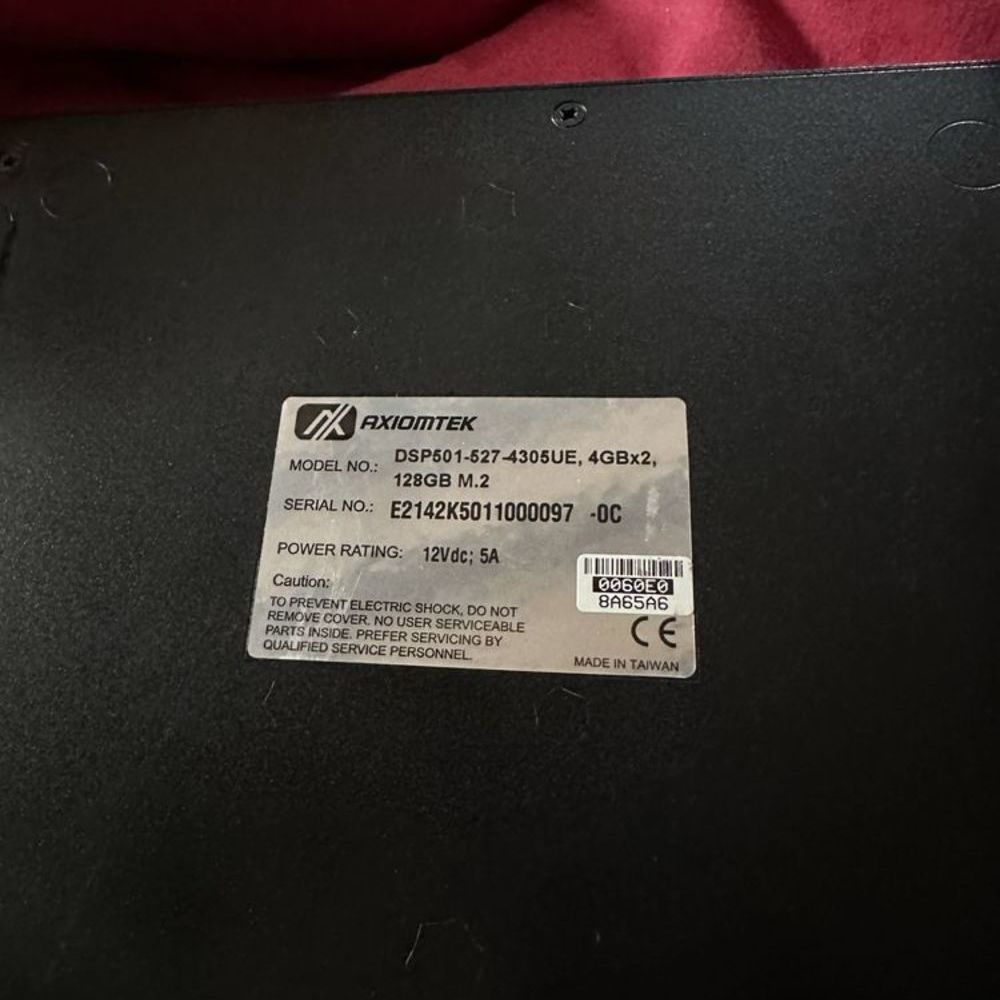 AXIOMTEK
MODEL NO.: DSP501-527-4305UE, 4GBx2,
128GB M.2
SERIAL NO.: E2142K5011000097 -0C
POWER RATING: 12Vdc; 5A
Caution:
TO PREVENT ELECTRIC SHOCK, DO NOT
REMOVE COVER. NO USER SERVICEABLE
PARTS INSIDE. PREFER SERVICING BY
QUALIFIED SERVICE PERSONNEL.
0060E0
8A65A6
CE
MADE IN TAIWAN